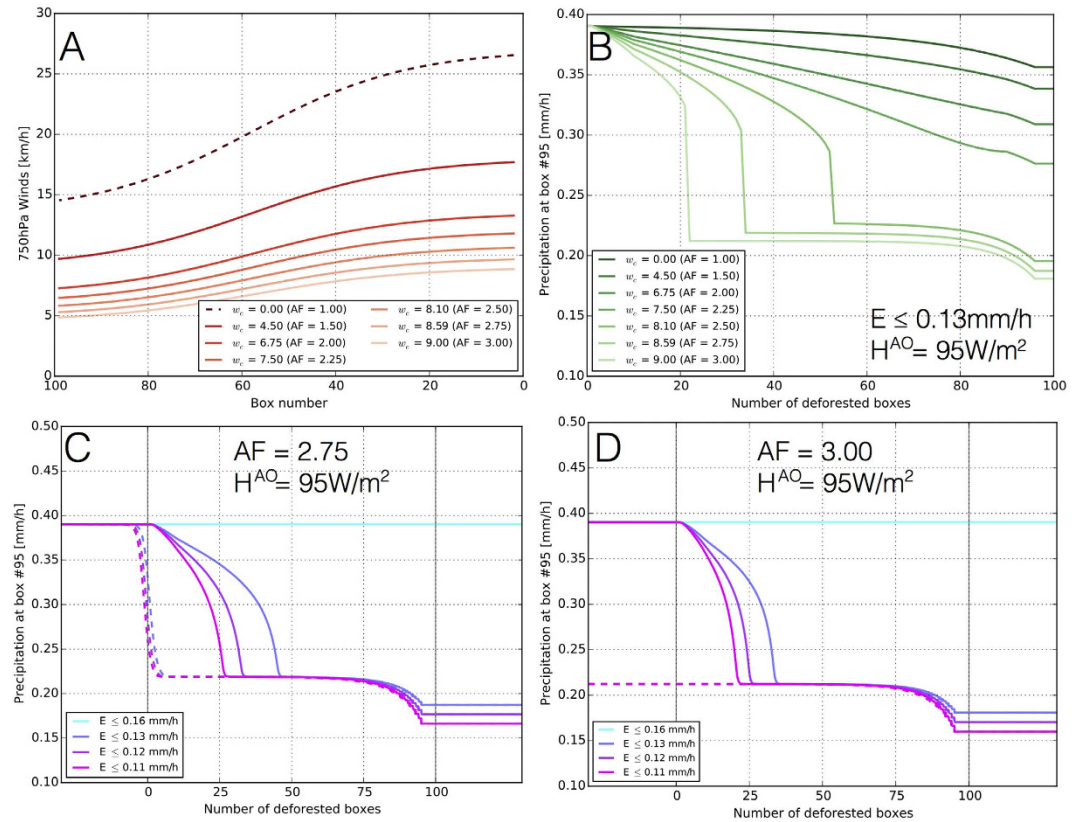 A
750hPa Winds [km/h]
30
25
20
15
10
5
0
w_c = 0.00 (AF = 1.00)
w_c = 4.50 (AF = 1.50)
w_c = 6.75 (AF = 2.00)
w_c = 7.50 (AF = 2.25)
w_c = 8.10 (AF = 2.50)
w_c = 8.59 (AF = 2.75)
w_c = 9.00 (AF = 3.00)
100 80 60 40 20 0
Box number
B
Precipitation at box #95 [mm/h]
0.40
0.35
0.30
0.25
0.20
0.15
0.10
w_c = 0.00 (AF = 1.00)
w_c = 4.50 (AF = 1.50)
w_c = 6.75 (AF = 2.00)
w_c = 7.50 (AF = 2.25)
w_c = 8.10 (AF = 2.50)
w_c = 8.59 (AF = 2.75)
w_c = 9.00 (AF = 3.00)
E ≤ 0.13mm/h
H^AO= 95W/m²
0 20 40 60 80 100
Number of deforested boxes
C
AF = 2.75
H^AO= 95W/m²
Precipitation at box #95 [mm/h]
0.50
0.45
0.40
0.35
0.30
0.25
0.20
0.15
0.10
E ≤ 0.16 mm/h
E ≤ 0.13 mm/h
E ≤ 0.12 mm/h
E ≤ 0.11 mm/h
0 25 50 75 100
Number of deforested boxes
D
AF = 3.00
H^AO= 95W/m²
Precipitation at box #95 [mm/h]
0.50
0.45
0.40
0.35
0.30
0.25
0.20
0.15
0.10
E ≤ 0.16 mm/h
E ≤ 0.13 mm/h
E ≤ 0.12 mm/h
E ≤ 0.11 mm/h
0 25 50 75 100
Number of deforested boxes